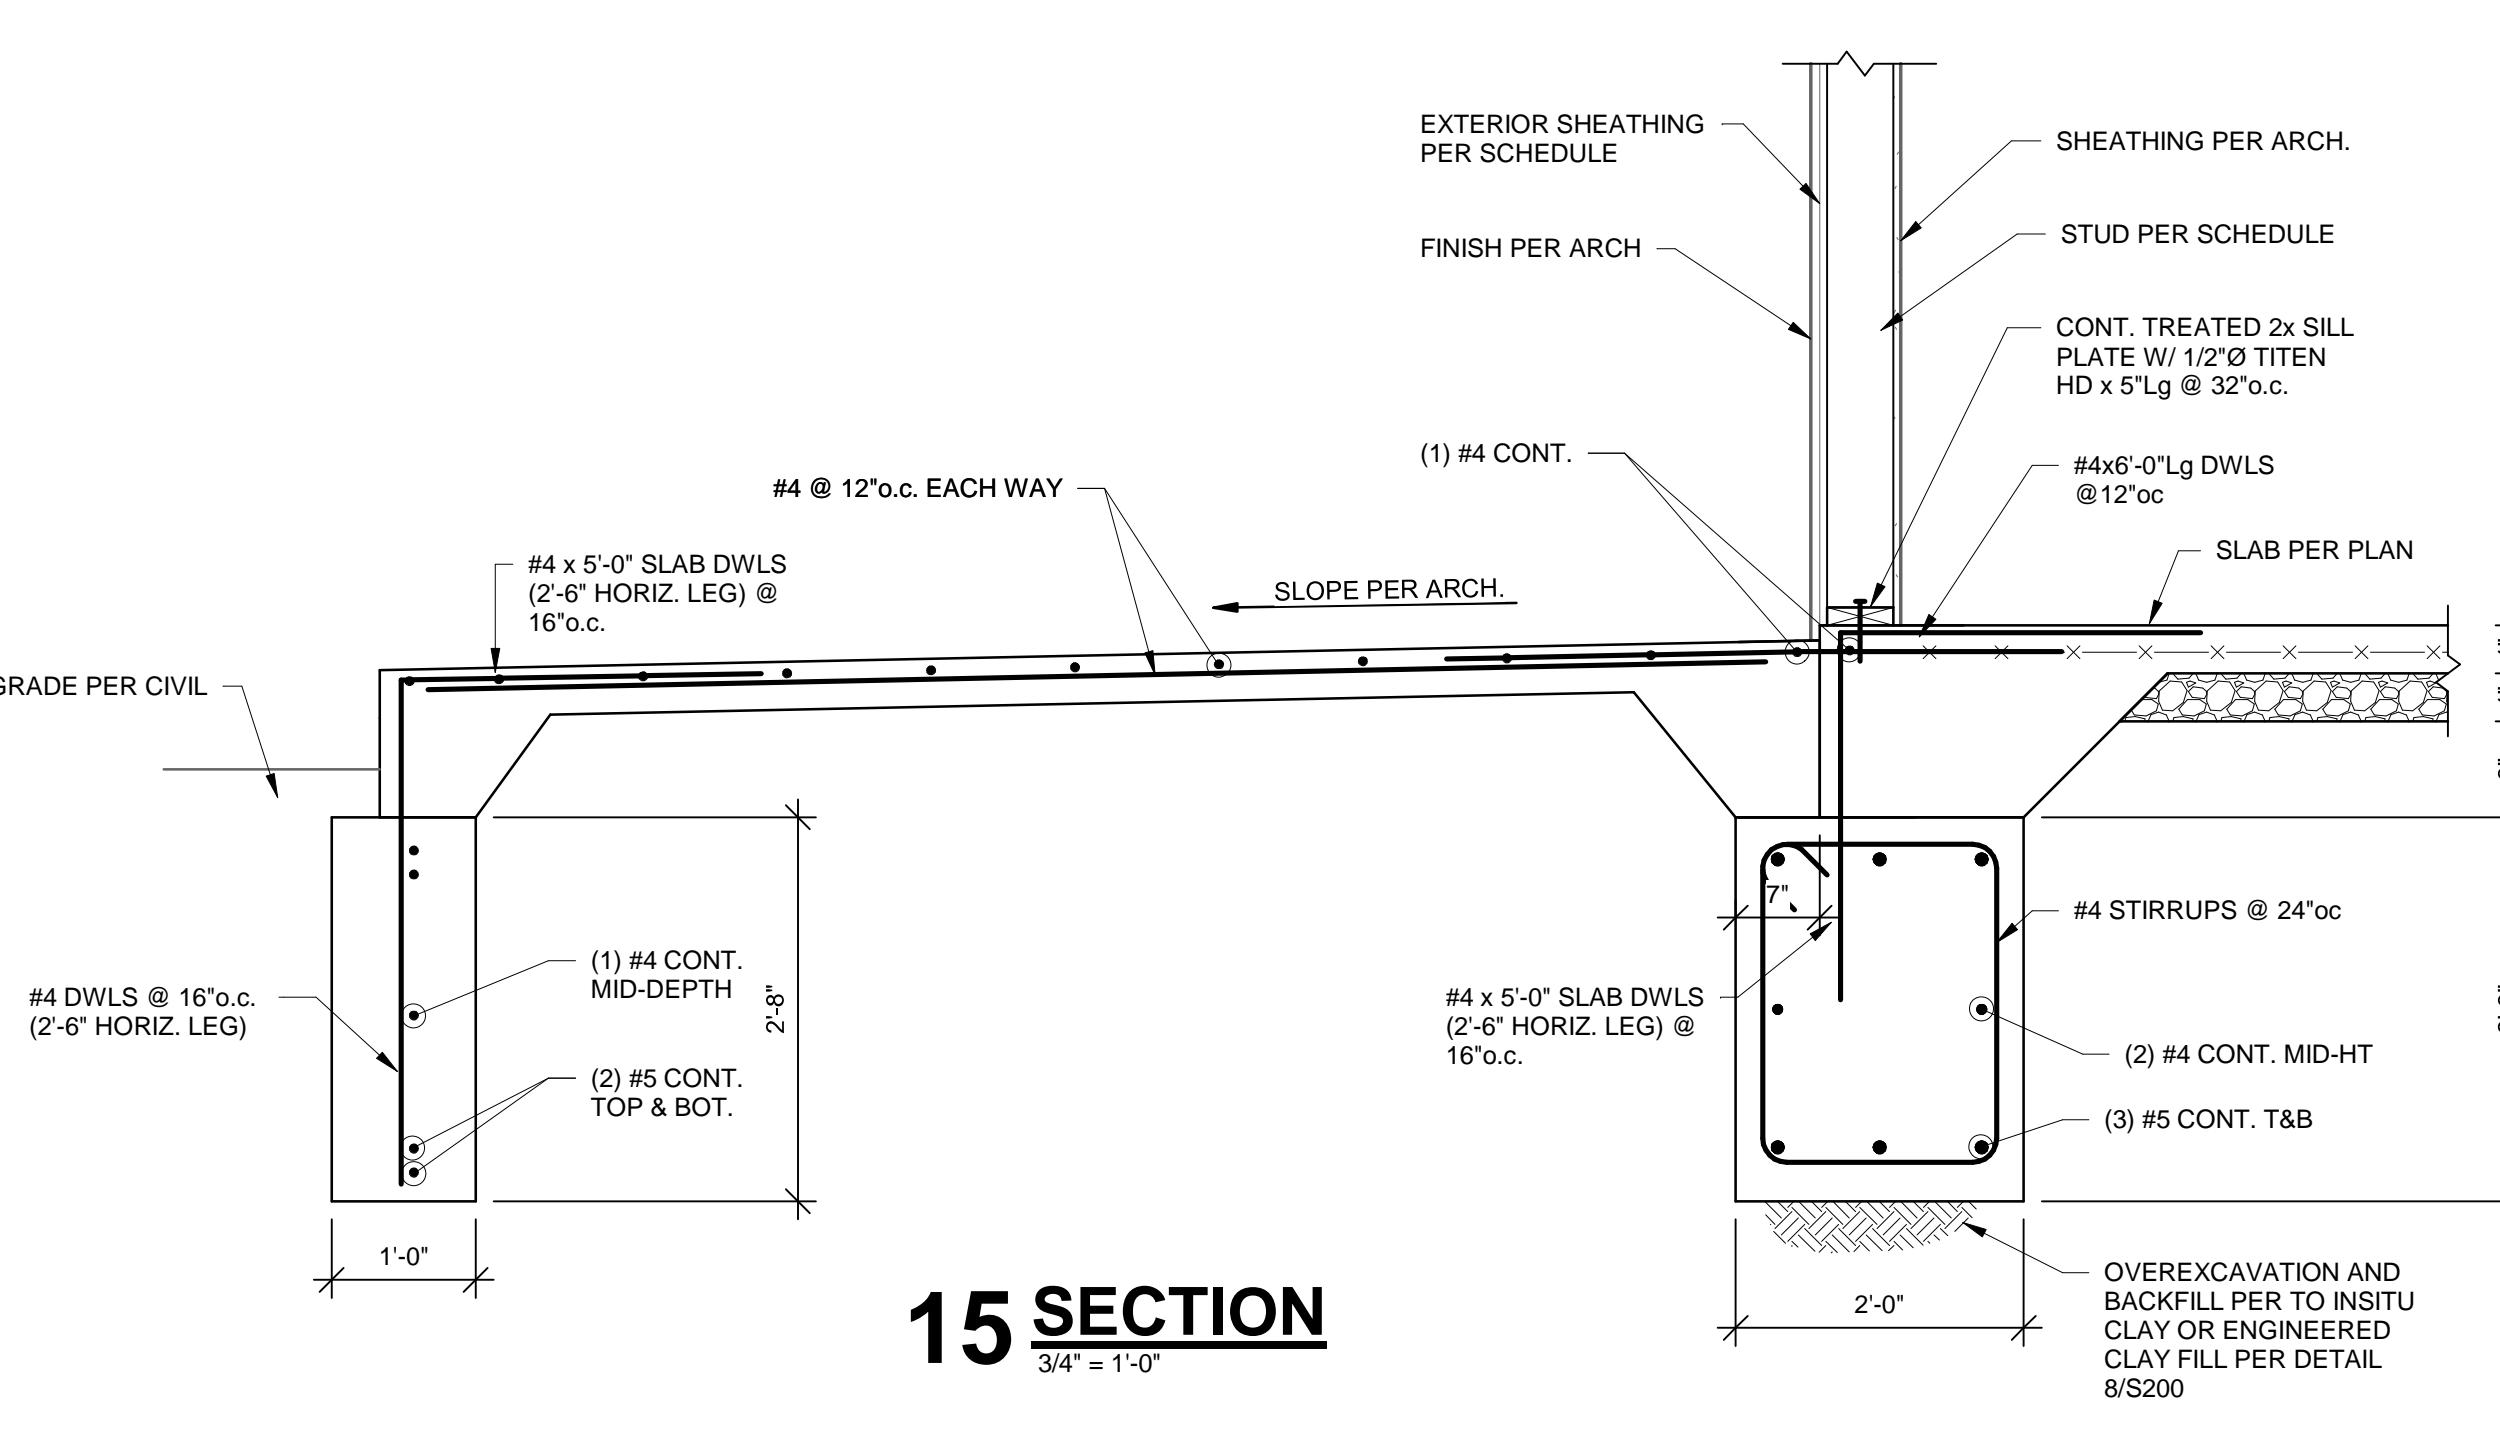 EXTERIOR SHEATHING
PER SCHEDULE
SHEATHING PER ARCH.
FINISH PER ARCH
STUD PER SCHEDULE
CONT. TREATED 2x SILL
PLATE W/ 1/2"Ø TITEN
HD x 5"Lg @ 32"o.c.
(1) #4 CONT.
#4x6'-0"Lg DWLS
@12"oc
#4 @ 12"o.c. EACH WAY
SLAB PER PLAN
#4 x 5'-0" SLAB DWLS
(2'-6" HORIZ. LEG) @
16"o.c.
SLOPE PER ARCH.
GRADE PER CIVIL
7"
#4 STIRRUPS @ 24"oc
(1) #4 CONT.
MID-DEPTH
2'-8"
#4 DWLS @ 16"o.c.
(2'-6" HORIZ. LEG)
#4 x 5'-0" SLAB DWLS
(2'-6" HORIZ. LEG) @
16"o.c.
(2) #4 CONT. MID-HT
(2) #5 CONT.
TOP & BOT.
(3) #5 CONT. T&B
1'-0"
2'-0"
OVEREXCAVATION AND
BACKFILL PER TO INSITU
CLAY OR ENGINEERED
CLAY FILL PER DETAIL
8/S200
15 SECTION
3/4" = 1'-0"